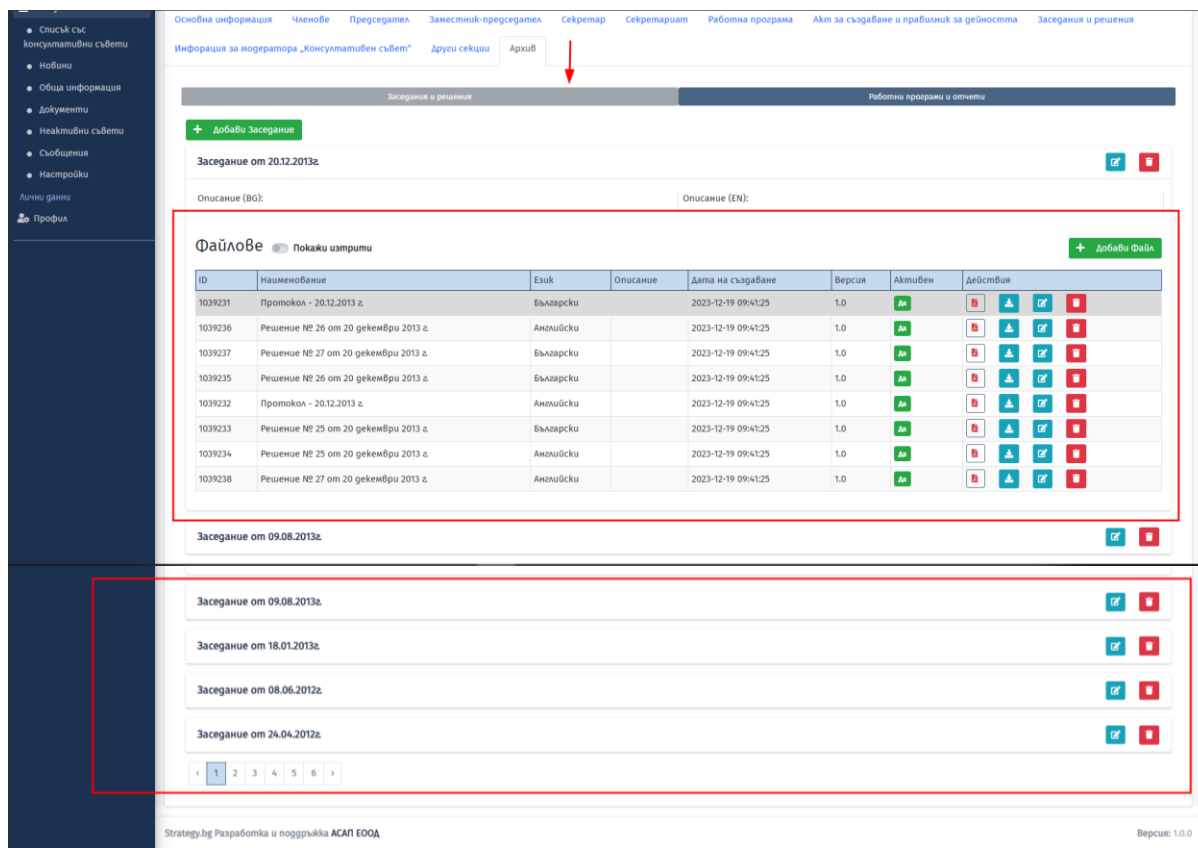 Основна информация Членове Председател Заместник-председател Секретар Секретариат Работна програма Акт за създаване и правилник за дейността Заседания и решения
Инфорация за модератора „Консултативен съвет" Други секции Архив
Списък със
консултативни съвети
Новини
Обща информация
Документи
Неактивни съвети
Съобщения
Настройки
Лични данни
Профил
Заседания и решения Работни програми и отчети
+ Добави Заседание
Заседание от 20.12.2013г.
Описание (BG): Описание (EN):
Файлове Покажи изтрити + Добави Файл
ID Наименование Език Описание Дата на създаване Версия Активен Действия
1039231 Протокол - 20.12.2013 г. Български 2023-12-19 09:41:25 1.0 Да
1039236 Решение № 26 от 20 декември 2013 г. Английски 2023-12-19 09:41:25 1.0 Да
1039237 Решение № 27 от 20 декември 2013 г. Български 2023-12-19 09:41:25 1.0 Да
1039235 Решение № 26 от 20 декември 2013 г. Български 2023-12-19 09:41:25 1.0 Да
1039232 Протокол - 20.12.2013 г. Английски 2023-12-19 09:41:25 1.0 Да
1039233 Решение № 25 от 20 декември 2013 г. Български 2023-12-19 09:41:25 1.0 Да
1039234 Решение № 25 от 20 декември 2013 г. Английски 2023-12-19 09:41:25 1.0 Да
1039238 Решение № 27 от 20 декември 2013 г. Английски 2023-12-19 09:41:25 1.0 Да
Заседание от 09.08.2013г.
Заседание от 09.08.2013г.
Заседание от 18.01.2013г.
Заседание от 08.06.2012г.
Заседание от 24.04.2012г.
‹ 1 2 3 4 5 6 ›
Strategy.bg Разработка и поддръжка АСАП ЕООД Версия: 1.0.0